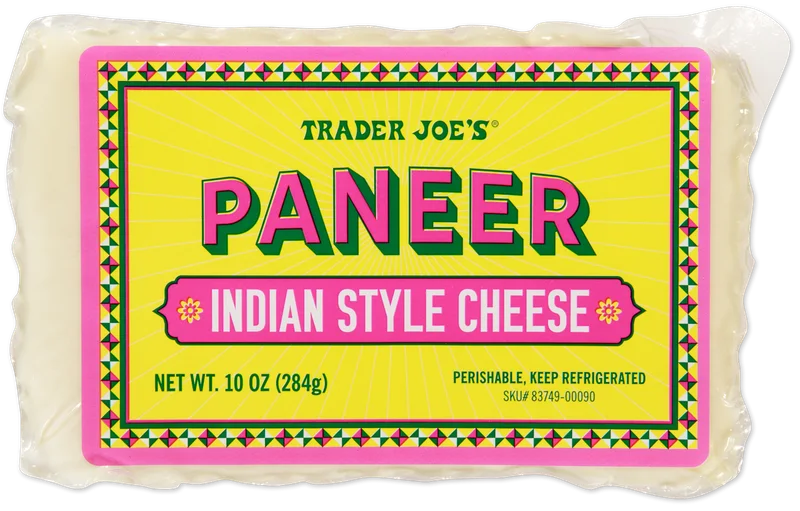 TRADER JOE'S®
PANEER
INDIAN STYLE CHEESE
NET WT. 10 OZ (284g)
PERISHABLE, KEEP REFRIGERATED
SKU# 83749-00090